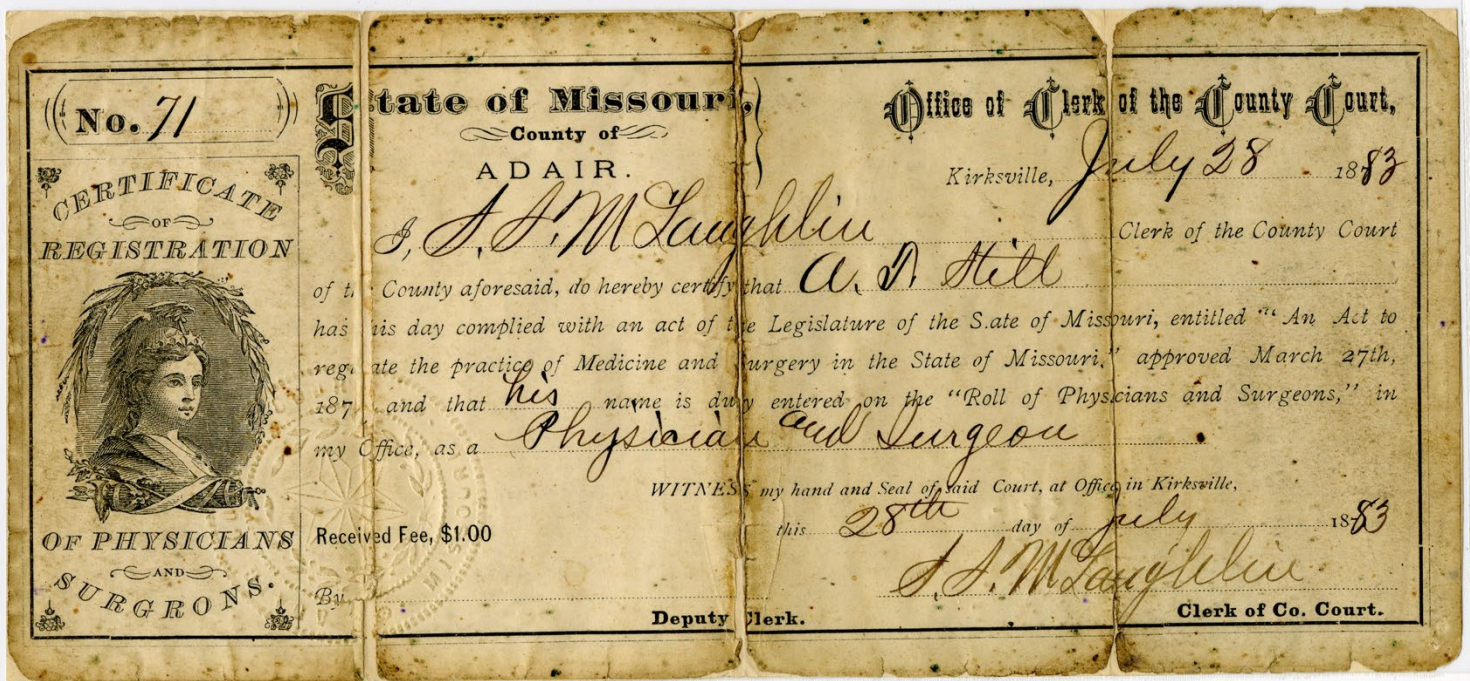 No. 71
CERTIFICATE
OF
REGISTRATION
OF PHYSICIANS
AND
SURGRONS.
State of Missouri,
County of
ADAIR.
Office of Clerk of the County Court,
Kirksville, July 28 1883
I, S. S. McLaughlin Clerk of the County Court
of the County aforesaid, do hereby certify that A. T. Still
has this day complied with an act of the Legislature of the S.ate of Missouri, entitled "An Act to
reg ate the practice of Medicine and Surgery in the State of Missouri," approved March 27th,
187 and that his name is duly entered on the "Roll of Physicians and Surgeons," in
my Office, as a Physician and Surgeon
WITNESS my hand and Seal of said Court, at Office in Kirksville,
this 28th day of July 1883
Received Fee, $1.00
S. S. McLaughlin
By
Deputy Clerk.
Clerk of Co. Court.